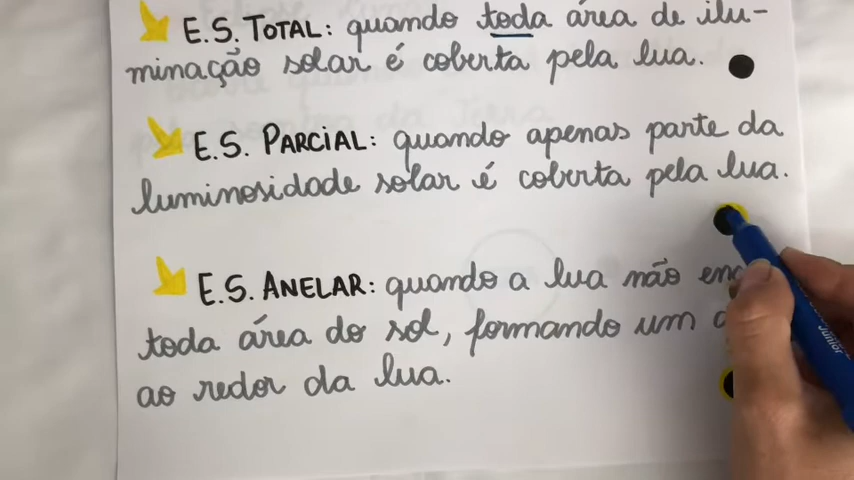 E.S. TOTAL: quando toda área de ilu-
minação solar é coberta pela lua.
E.S. PARCIAL: quando apenas parte da
luminosidade solar é coberta pela lua.
E.S. ANELAR: quando a lua não
toda área do sol, formando um
ao redor da lua.
Júnior